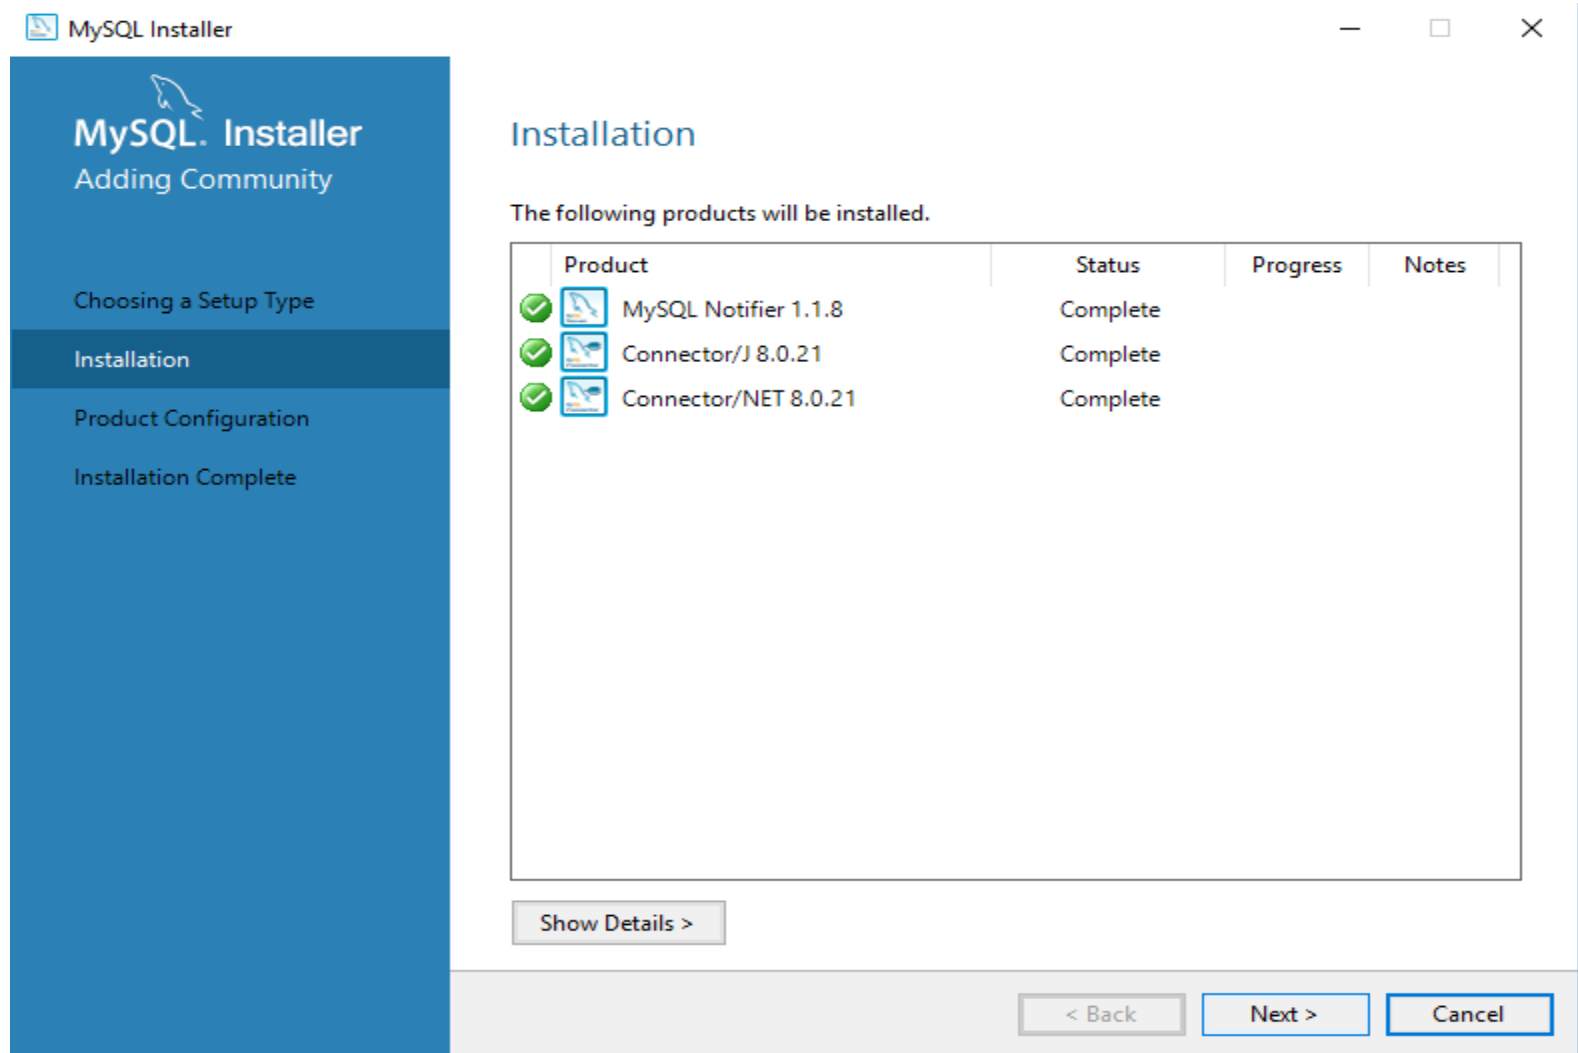 MySQL Installer
MySQL. Installer
Adding Community
Choosing a Setup Type
Installation
Product Configuration
Installation Complete
Installation
The following products will be installed.
Product Status Progress Notes
MySQL Notifier 1.1.8 Complete
Connector/J 8.0.21 Complete
Connector/NET 8.0.21 Complete
Show Details >
< Back Next > Cancel